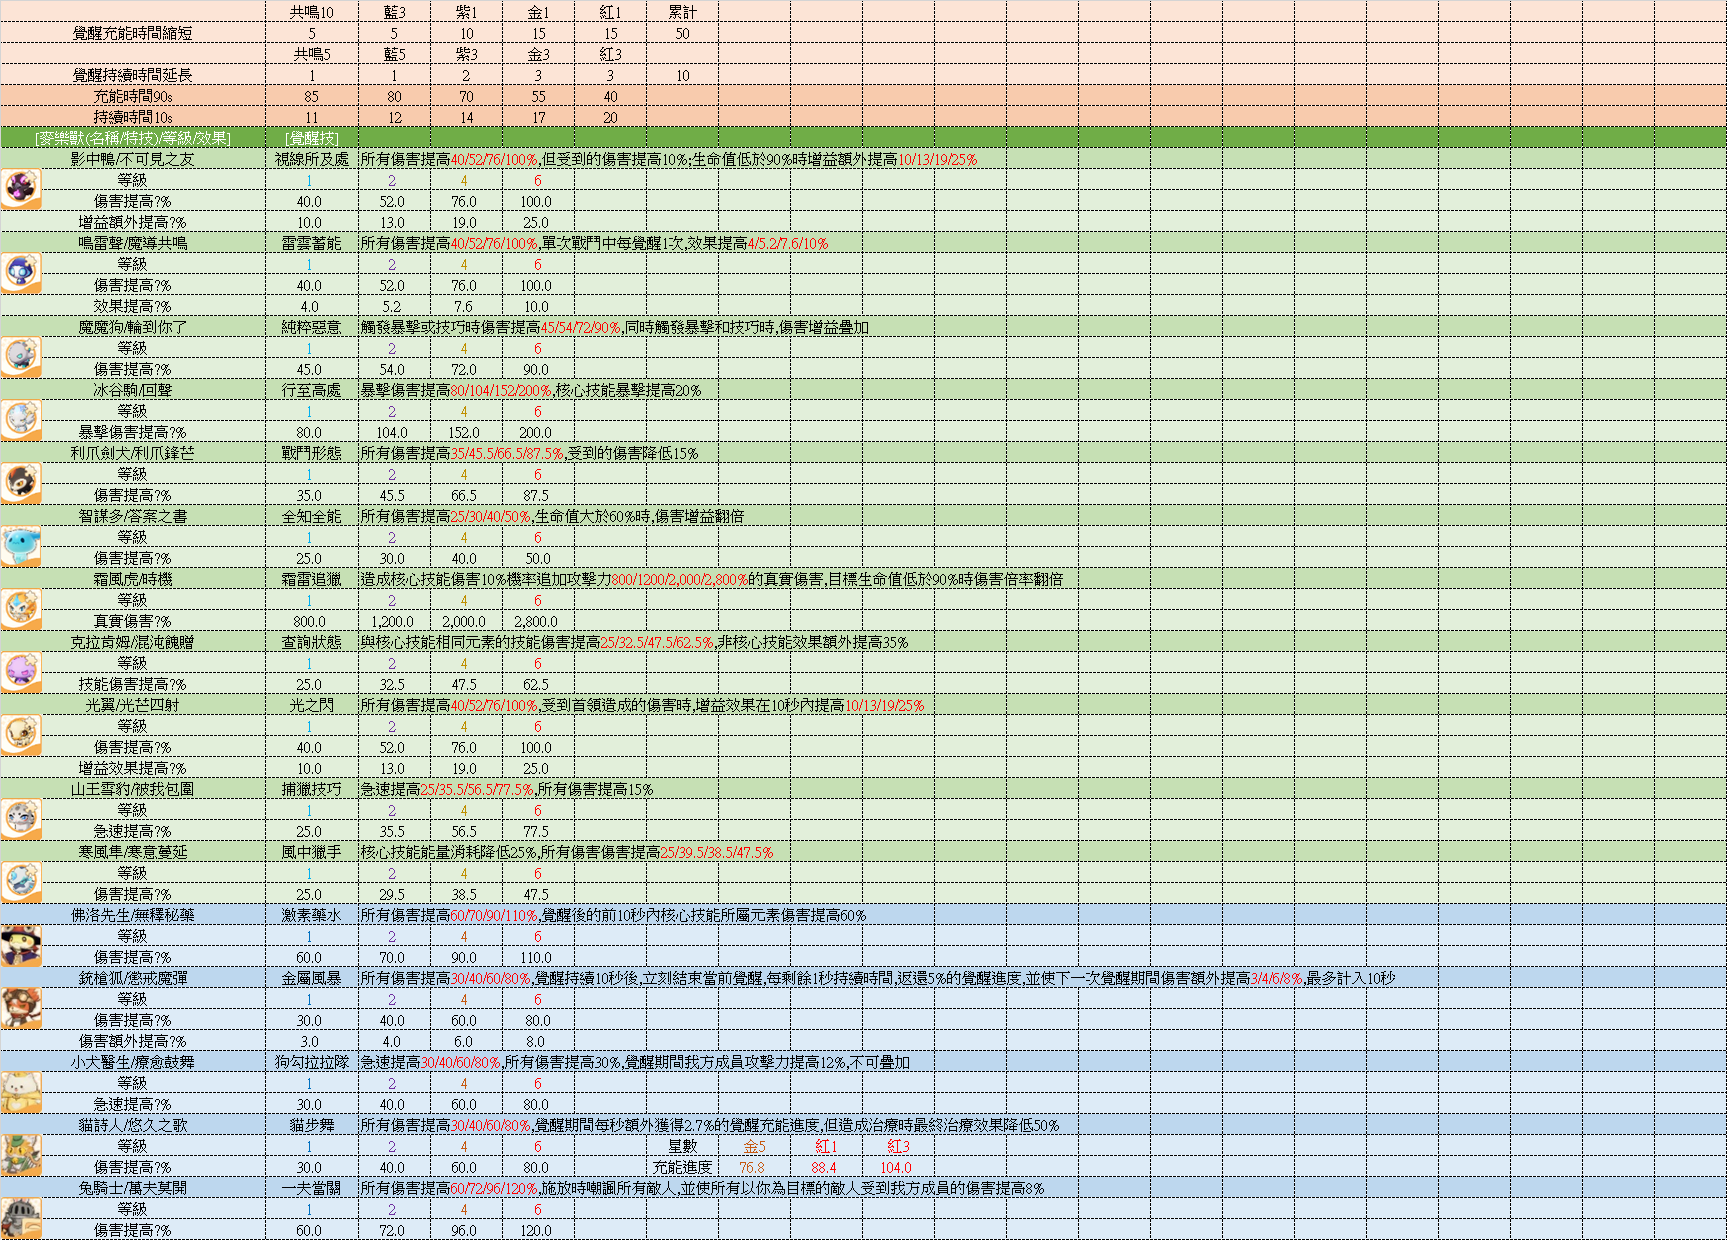 共鳴10 藍3 紫1 金1 紅1 累計
覺醒充能時間縮短 5 5 10 15 15 50
共鳴5 藍5 紫3 金3 紅3
覺醒持續時間延長 1 1 2 3 3 10
充能時間90s 85 80 70 55 40
持續時間10s 11 12 14 17 20
[麥樂獸(名稱/特技)/等級/效果] [覺醒技]
影中鴨/不可見之友 視線所及處 所有傷害提高40/52/76/100%,但受到的傷害提高10%;生命值低於90%時增益額外提高10/13/19/25%
等級 1 2 4 6
傷害提高?% 40.0 52.0 76.0 100.0
增益額外提高?% 10.0 13.0 19.0 25.0
鳴雷聲/魔導共鳴 雷雲蓄能 所有傷害提高40/52/76/100%,單次戰鬥中每覺醒1次,效果提高4/5.2/7.6/10%
等級 1 2 4 6
傷害提高?% 40.0 52.0 76.0 100.0
效果提高?% 4.0 5.2 7.6 10.0
魔魔狗/輪到你了 純粹惡意 觸發暴擊或技巧時傷害提高45/54/72/90%,同時觸發暴擊和技巧時,傷害增益疊加
等級 1 2 4 6
傷害提高?% 45.0 54.0 72.0 90.0
冰谷駒/回聲 行至高處 暴擊傷害提高80/104/152/200%,核心技能暴擊提高20%
等級 1 2 4 6
暴擊傷害提高?% 80.0 104.0 152.0 200.0
利爪劍犬/利爪鋒芒 戰鬥形態 所有傷害提高35/45.5/66.5/87.5%,受到的傷害降低15%
等級 1 2 4 6
傷害提高?% 35.0 45.5 66.5 87.5
智謀多/答案之書 全知全能 所有傷害提高25/30/40/50%,生命值大於60%時,傷害增益翻倍
等級 1 2 4 6
傷害提高?% 25.0 30.0 40.0 50.0
霜風虎/時機 霜雷追獵 造成核心技能傷害10%機率追加攻擊力800/1200/2,000/2,800%的真實傷害,目標生命值低於90%時傷害倍率翻倍
等級 1 2 4 6
真實傷害?% 800.0 1,200.0 2,000.0 2,800.0
克拉肯姆/混沌餽贈 查詢狀態 與核心技能相同元素的技能傷害提高25/32.5/47.5/62.5%,非核心技能效果額外提高35%
等級 1 2 4 6
技能傷害提高?% 25.0 32.5 47.5 62.5
光翼/光芒四射 光之閃 所有傷害提高40/52/76/100%,受到首領造成的傷害時,增益效果在10秒內提高10/13/19/25%
等級 1 2 4 6
傷害提高?% 40.0 52.0 76.0 100.0
增益效果提高?% 10.0 13.0 19.0 25.0
山王雪豹/被我包圍 捕獵技巧 急速提高25/35.5/56.5/77.5%,所有傷害提高15%
等級 1 2 4 6
急速提高?% 25.0 35.5 56.5 77.5
寒風隼/寒意蔓延 風中獵手 核心技能能量消耗降低25%,所有傷害傷害提高25/39.5/38.5/47.5%
等級 1 2 4 6
傷害提高?% 25.0 29.5 38.5 47.5
佛洛先生/無釋秘藥 激素藥水 所有傷害提高60/70/90/110%,覺醒後的前10秒內核心技能所屬元素傷害提高60%
等級 1 2 4 6
傷害提高?% 60.0 70.0 90.0 110.0
銃槍狐/懲戒魔彈 金屬風暴 所有傷害提高30/40/60/80%,覺醒持續10秒後,立刻結束當前覺醒,每剩餘1秒持續時間,返還5%的覺醒進度,並使下一次覺醒期間傷害額外提高3/4/6/8%,最多計入10秒
等級 1 2 4 6
傷害提高?% 30.0 40.0 60.0 80.0
傷害額外提高?% 3.0 4.0 6.0 8.0
小犬醫生/療愈鼓舞 狗勾拉拉隊 急速提高30/40/60/80%,所有傷害提高30%,覺醒期間我方成員攻擊力提高12%,不可疊加
等級 1 2 4 6
急速提高?% 30.0 40.0 60.0 80.0
貓詩人/悠久之歌 貓步舞 所有傷害提高30/40/60/80%,覺醒期間每秒額外獲得2.7%的覺醒充能進度,但造成治療時最終治療效果降低50%
等級 1 2 4 6 星數 金5 紅1 紅3
傷害提高?% 30.0 40.0 60.0 80.0 充能進度 76.8 88.4 104.0
兔騎士/萬夫莫開 一夫當關 所有傷害提高60/72/96/120%,施放時嘲諷所有敵人,並使所有以你為目標的敵人受到我方成員的傷害提高8%
等級 1 2 4 6
傷害提高?% 60.0 72.0 96.0 120.0